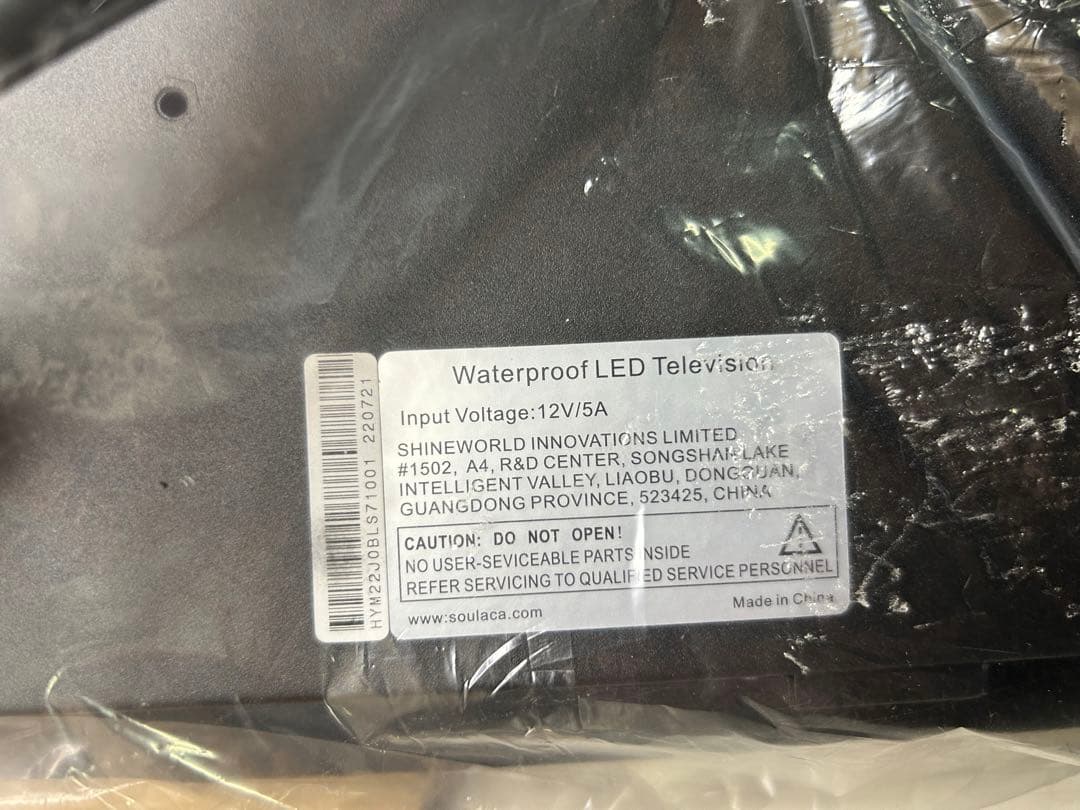 Waterproof LED Television
Input Voltage:12V/5A
SHINEWORLD INNOVATIONS LIMITED
#1502, A4, R&D CENTER, SONGSHAN LAKE
INTELLIGENT VALLEY, LIAOBU, DONGGUAN,
GUANGDONG PROVINCE, 523425, CHINA
CAUTION: DO NOT OPEN!
NO USER-SEVICEABLE PARTS INSIDE
REFER SERVICING TO QUALIFIED SERVICE PERSONNEL
www:soulaca.com
Made in China
HYM22J0BLS71001 220721